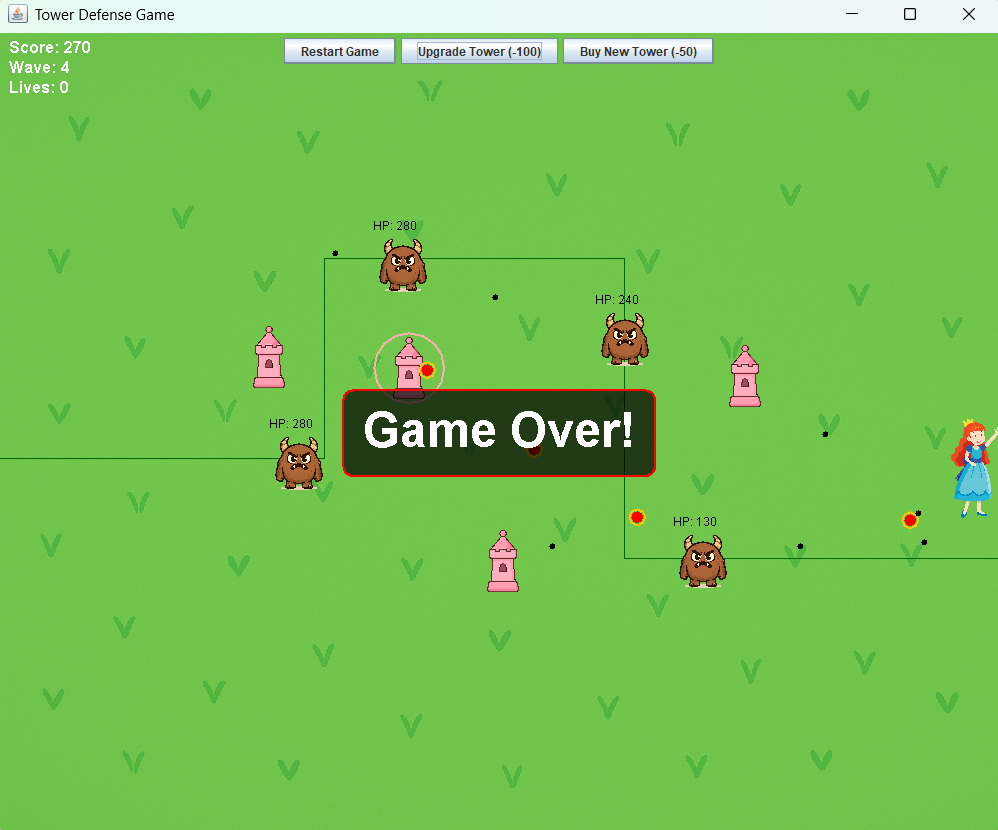 Tower Defense Game
Score: 270
Wave: 4
Lives: 0
Restart Game
Upgrade Tower (-100)
Buy New Tower (-50)
HP: 280
HP: 240
HP: 280
Game Over!
HP: 130